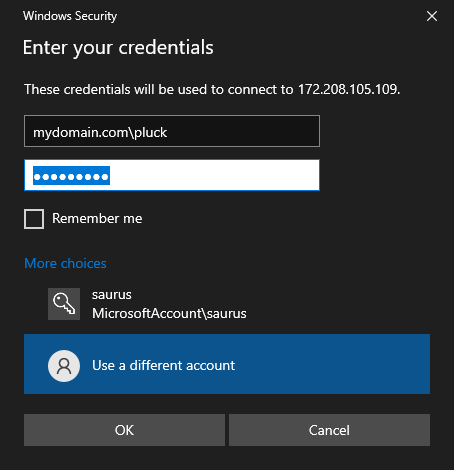 Windows Security
Enter your credentials
These credentials will be used to connect to 172.208.105.109.
mydomain.com\pluck
●●●●●●●●●
Remember me
More choices
saurus
MicrosoftAccount\saurus
Use a different account
OK
Cancel